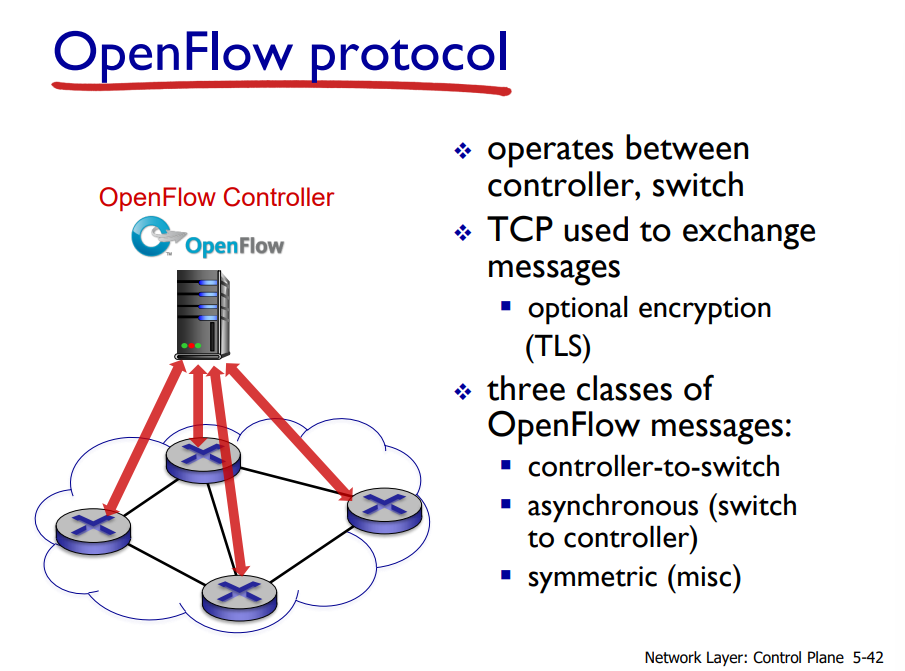 OpenFlow protocol
OpenFlow Controller
OpenFlow
TM
operates between
controller, switch
TCP used to exchange
messages
optional encryption
(TLS)
three classes of
OpenFlow messages:
controller-to-switch
asynchronous (switch
to controller)
symmetric (misc)
Network Layer: Control Plane 5-42